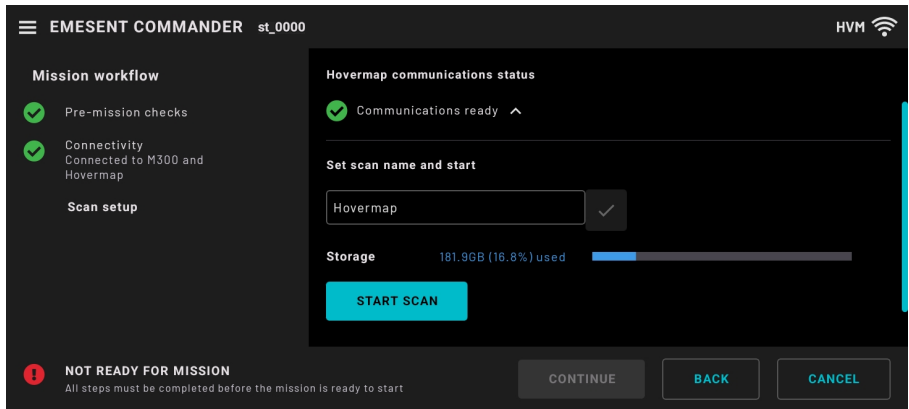 EMESENT COMMANDER st_0000
HVM
Mission workflow
Pre-mission checks
Connectivity
Connected to M300 and
Hovermap
Scan setup
Hovermap communications status
Communications ready
Set scan name and start
Hovermap
Storage 181.9GB (16.8%) used
START SCAN
NOT READY FOR MISSION
All steps must be completed before the mission is ready to start
CONTINUE
BACK
CANCEL